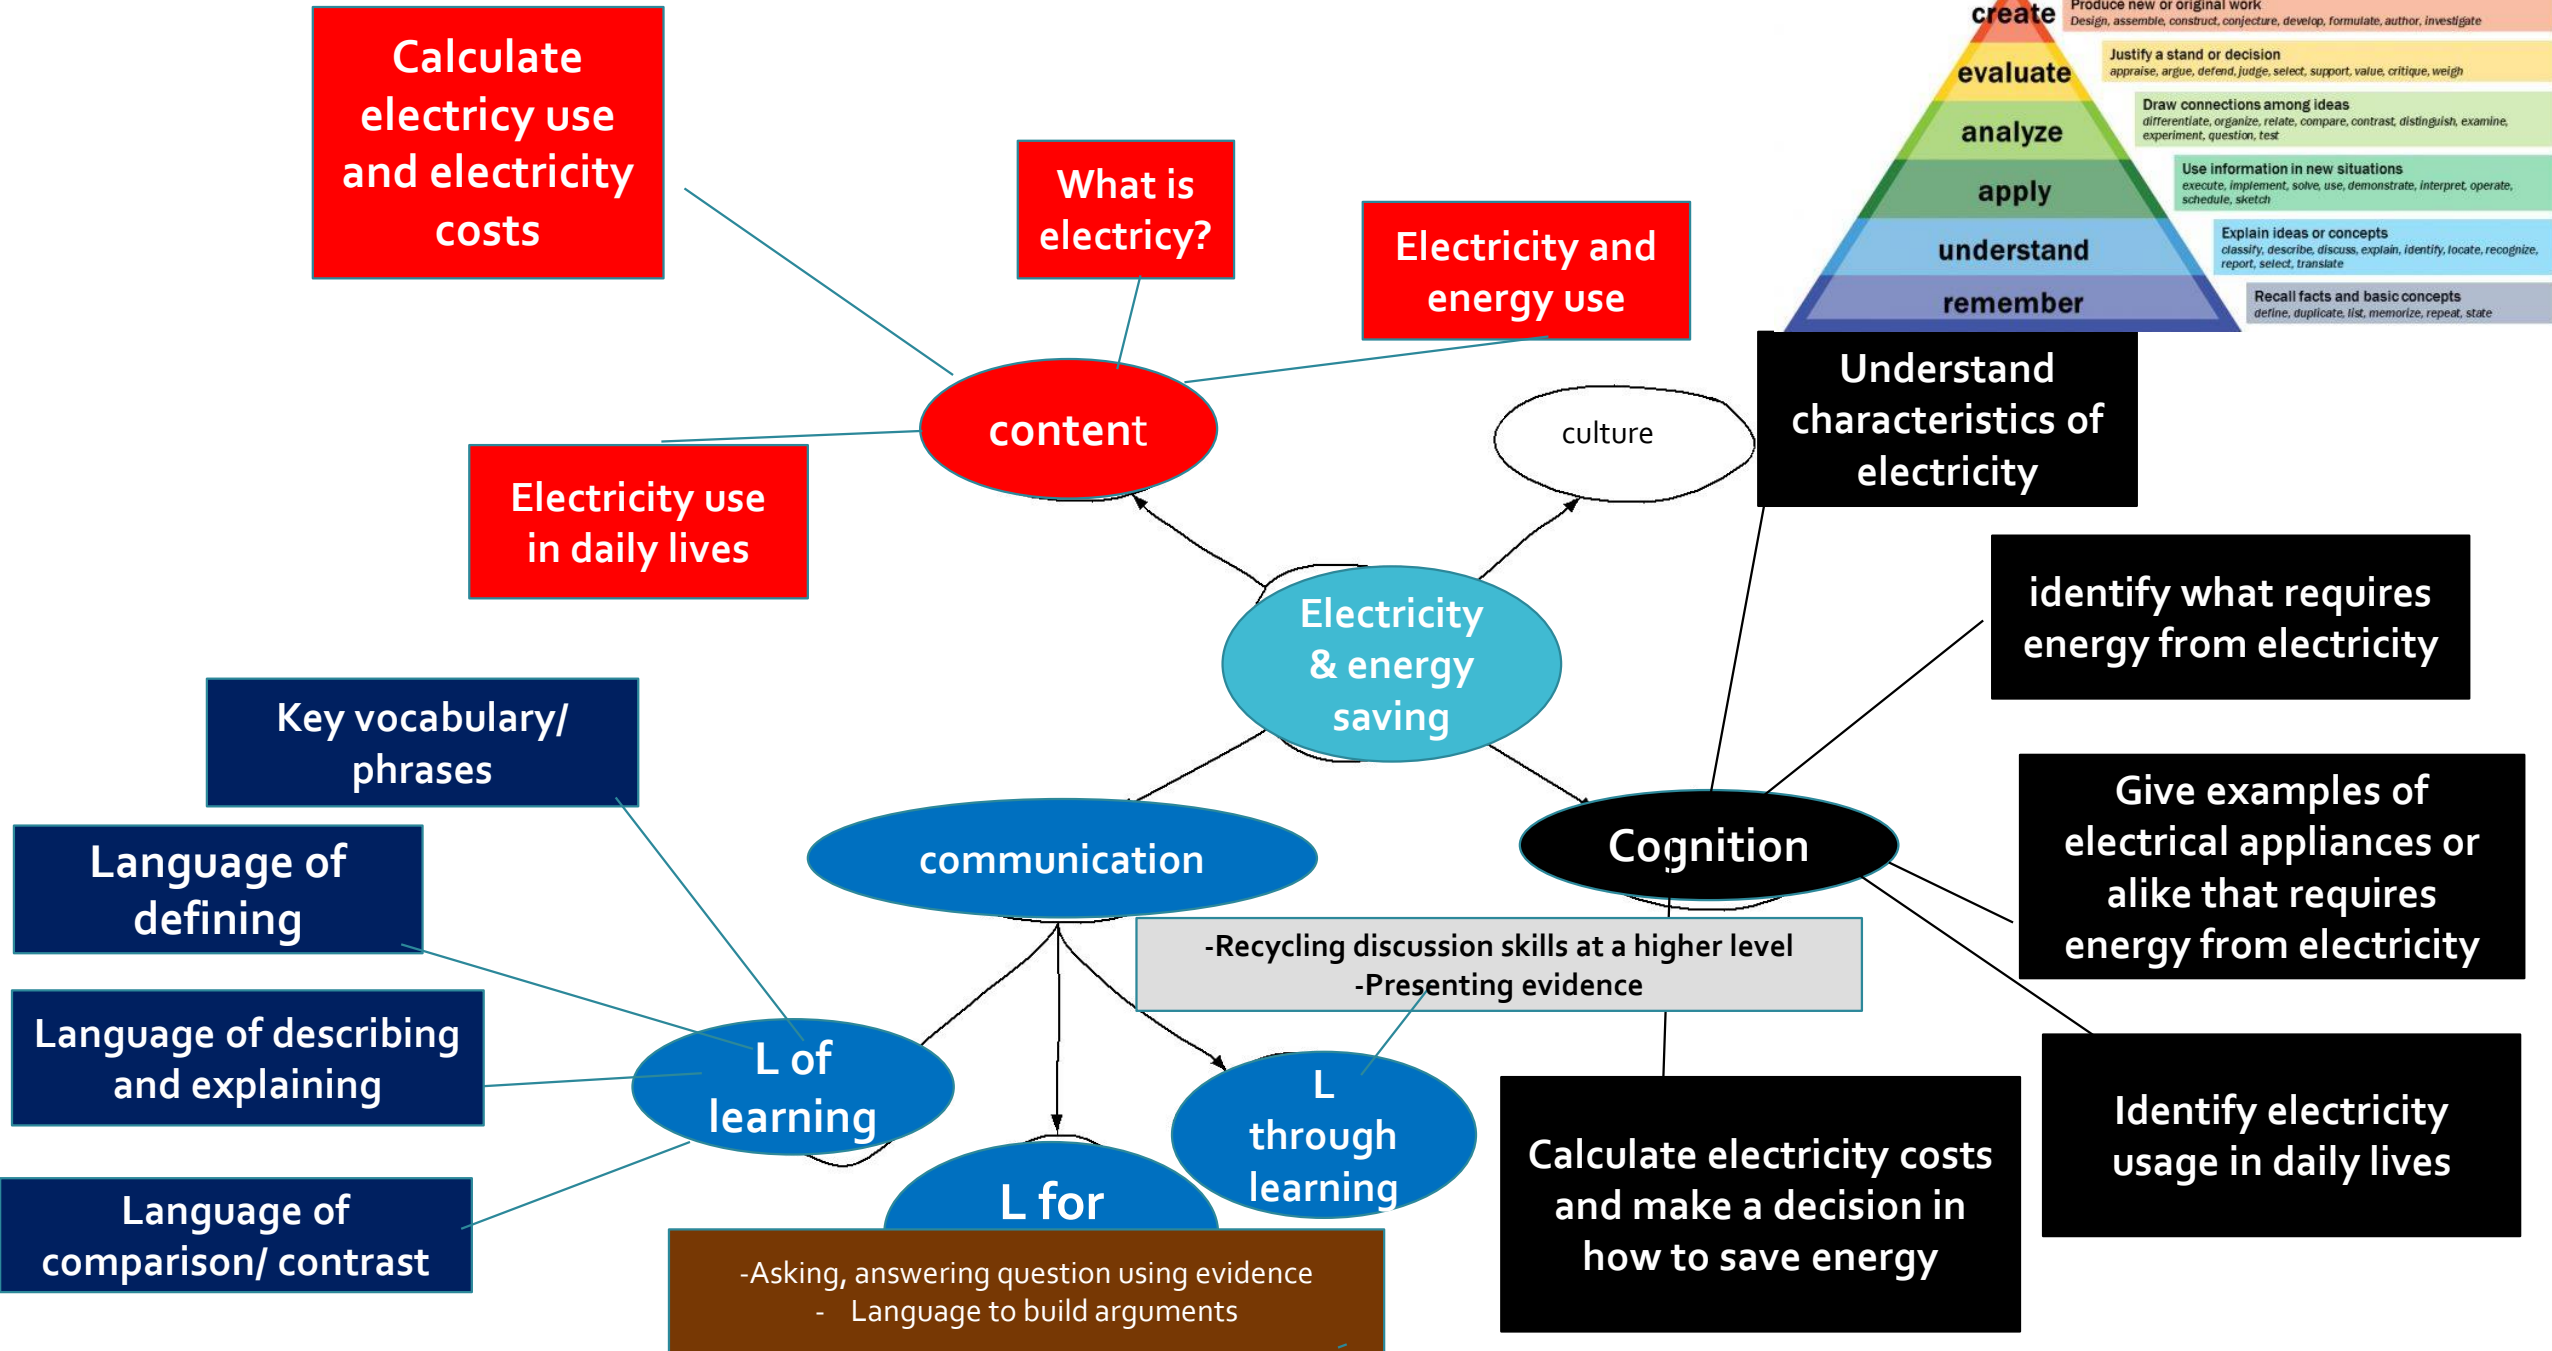 Calculate
electricy use
and electricity
costs
What is
electricy?
Electricity and
energy use
content
Electricity use
in daily lives
culture
create
Produce new or original work
Design, assemble, construct, conjecture, develop, formulate, author, investigate
evaluate
Justify a stand or decision
appraise, argue, defend, judge, select, support, value, critique, weigh
analyze
Draw connections among ideas
differentiate, organize, relate, compare, contrast, distinguish, examine,
experiment, question, test
apply
Use information in new situations
execute, implement, solve, use, demonstrate, interpret, operate,
schedule, sketch
understand
Explain ideas or concepts
classify, describe, discuss, explain, identify, locate, recognize,
report, select, translate
remember
Recall facts and basic concepts
define, duplicate, list, memorize, repeat, state
Understand
characteristics of
electricity
identify what requires
energy from electricity
Electricity
& energy
saving
Key vocabulary/
phrases
Language of
defining
Language of describing
and explaining
Language of
comparison/ contrast
communication
Cognition
Give examples of
electrical appliances or
alike that requires
energy from electricity
-Recycling discussion skills at a higher level
-Presenting evidence
L of
learning
L
through
learning
L for
-Asking, answering question using evidence
- Language to build arguments
Calculate electricity costs
and make a decision in
how to save energy
Identify electricity
usage in daily lives